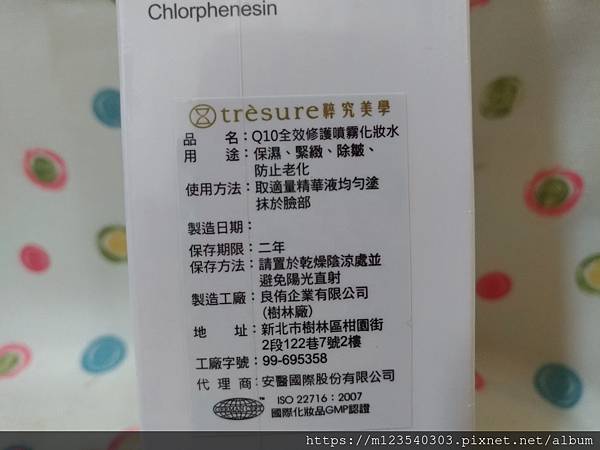 Chlorphenesin
trèsure粹究美學
品 名：Q10全效修護噴霧化妝水
用 途：保濕、緊緻、除皺、
防止老化
使用方法：取適量精華液均勻塗
抹於臉部
製造日期：
保存期限：二年
保存方法：請置於乾燥陰涼處並
避免陽光直射
製造工廠：良侑企業有限公司
（樹林廠）
地 址：新北市樹林區柑園街
2段122巷7號2樓
工廠字號：99-695358
代 理 商：安醫國際股份有限公司
ISO 22716：2007
國際化妝品GMP認證
https://m123540303.pixnet.net/album